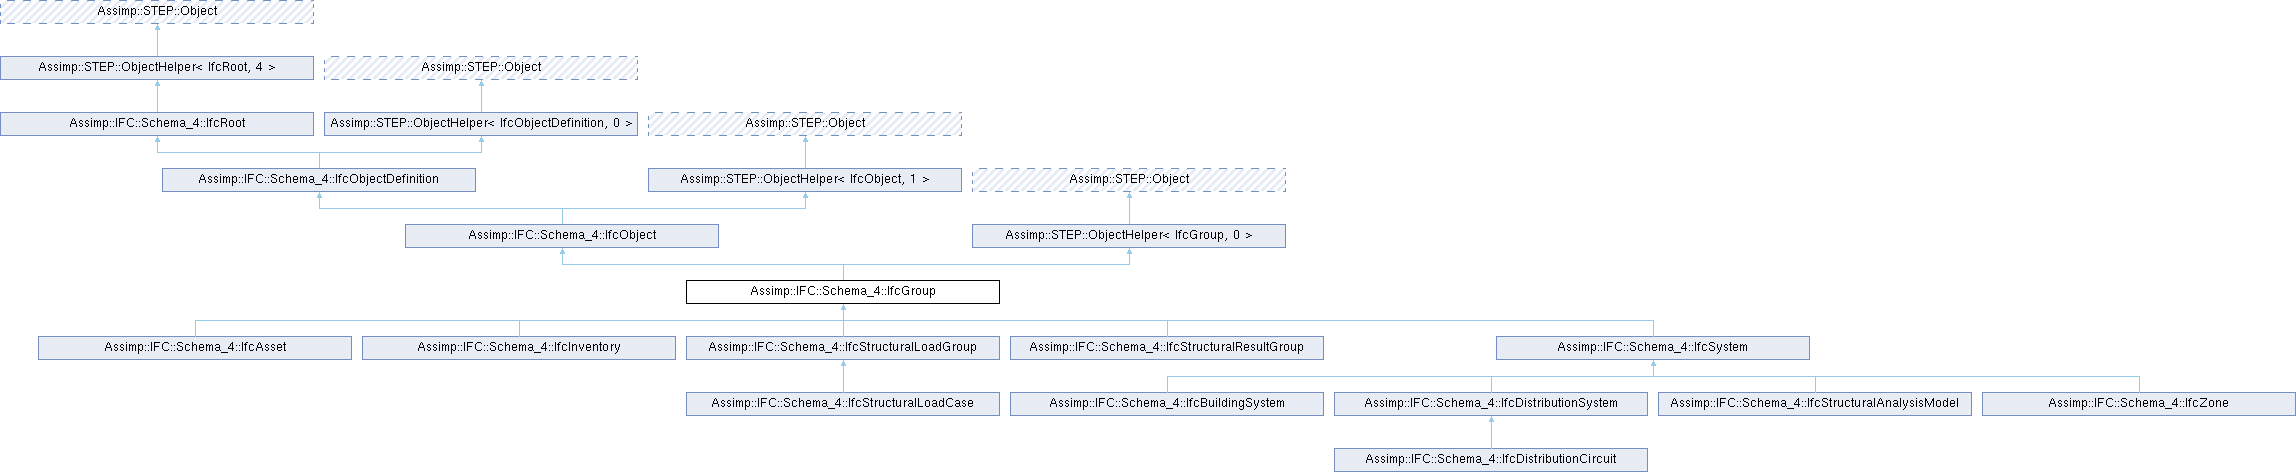 Assimp::STEP::Object
Assimp::STEP::ObjectHelper< IfcRoot, 4 >
Assimp::STEP::Object
Assimp::IFC::Schema_4::IfcRoot
Assimp::STEP::ObjectHelper< IfcObjectDefinition, 0 >
Assimp::STEP::Object
Assimp::IFC::Schema_4::IfcObjectDefinition
Assimp::STEP::ObjectHelper< IfcObject, 1 >
Assimp::STEP::Object
Assimp::IFC::Schema_4::IfcObject
Assimp::STEP::ObjectHelper< IfcGroup, 0 >
Assimp::IFC::Schema_4::IfcGroup
Assimp::IFC::Schema_4::IfcAsset
Assimp::IFC::Schema_4::IfcInventory
Assimp::IFC::Schema_4::IfcStructuralLoadGroup
Assimp::IFC::Schema_4::IfcStructuralResultGroup
Assimp::IFC::Schema_4::IfcSystem
Assimp::IFC::Schema_4::IfcStructuralLoadCase
Assimp::IFC::Schema_4::IfcBuildingSystem
Assimp::IFC::Schema_4::IfcDistributionSystem
Assimp::IFC::Schema_4::IfcStructuralAnalysisModel
Assimp::IFC::Schema_4::IfcZone
Assimp::IFC::Schema_4::IfcDistributionCircuit